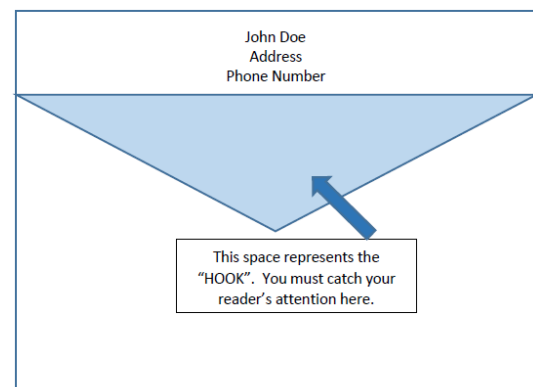 John Doe
Address
Phone Number
This space represents the
“HOOK”.  You must catch your
reader’s attention here.